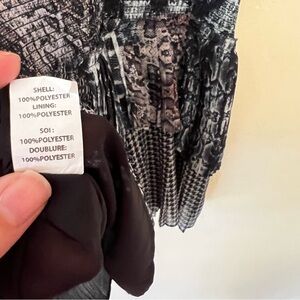 SHELL:
100%POLYESTER
LINING:
100%POLYESTER
SOI :
100%POLYESTER
DOUBLURE:
100%POLYESTER